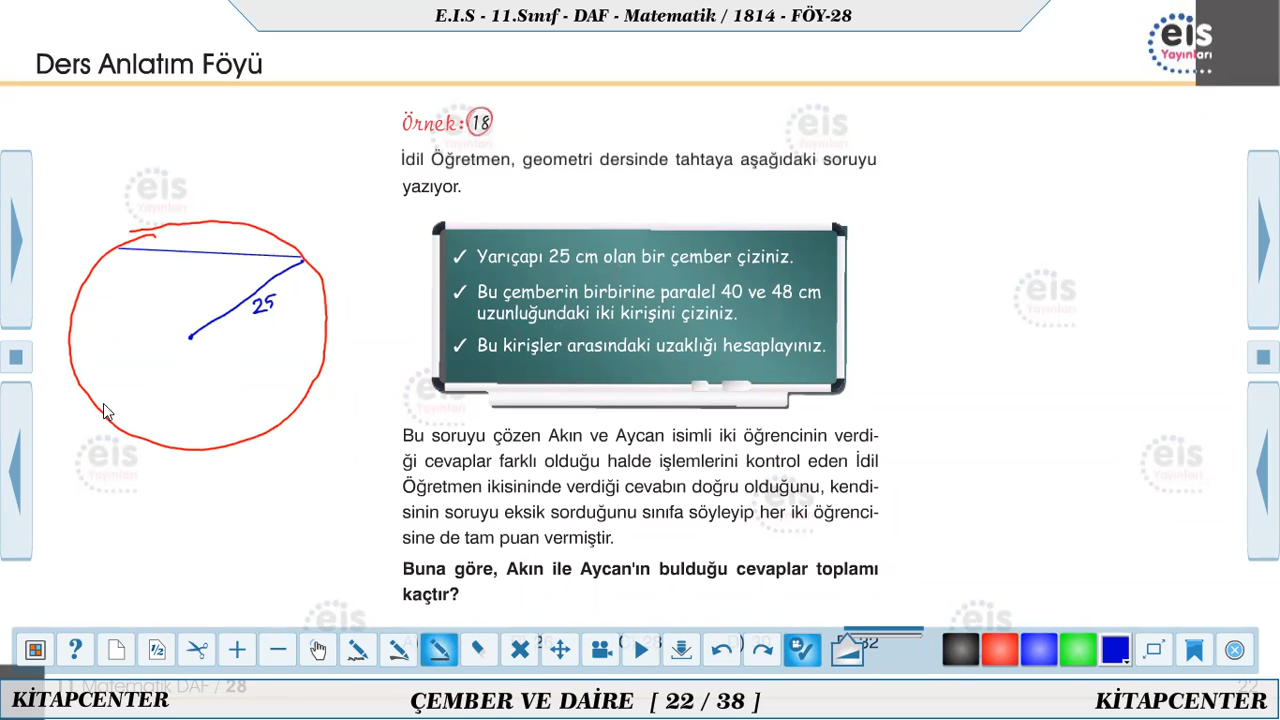 E.I.S - 11.Sınıf - DAF - Matematik / 1814 - FÖY-28
eis
Yayınları
Ders Anlatım Föyü
Örnek: 18
İdil Öğretmen, geometri dersinde tahtaya aşağıdaki soruyu
yazıyor.
✓ Yarıçapı 25 cm olan bir çember çiziniz.
✓ Bu çemberin birbirine paralel 40 ve 48 cm
uzunluğundaki iki kirişini çiziniz.
✓ Bu kirişler arasındaki uzaklığı hesaplayınız.
25
Bu soruyu çözen Akın ve Aycan isimli iki öğrencinin verdi-
ği cevaplar farklı olduğu halde işlemlerini kontrol eden İdil
Öğretmen ikisininde verdiği cevabın doğru olduğunu, kendi-
sinin soruyu eksik sorduğunu sınıfa söyleyip her iki öğrenci-
sine de tam puan vermiştir.
Buna göre, Akın ile Aycan'ın bulduğu cevaplar toplamı
kaçtır?
11 Matematik DAF / 28
22
KİTAPCENTER
ÇEMBER VE DAİRE [ 22 / 38 ]
KİTAPCENTER